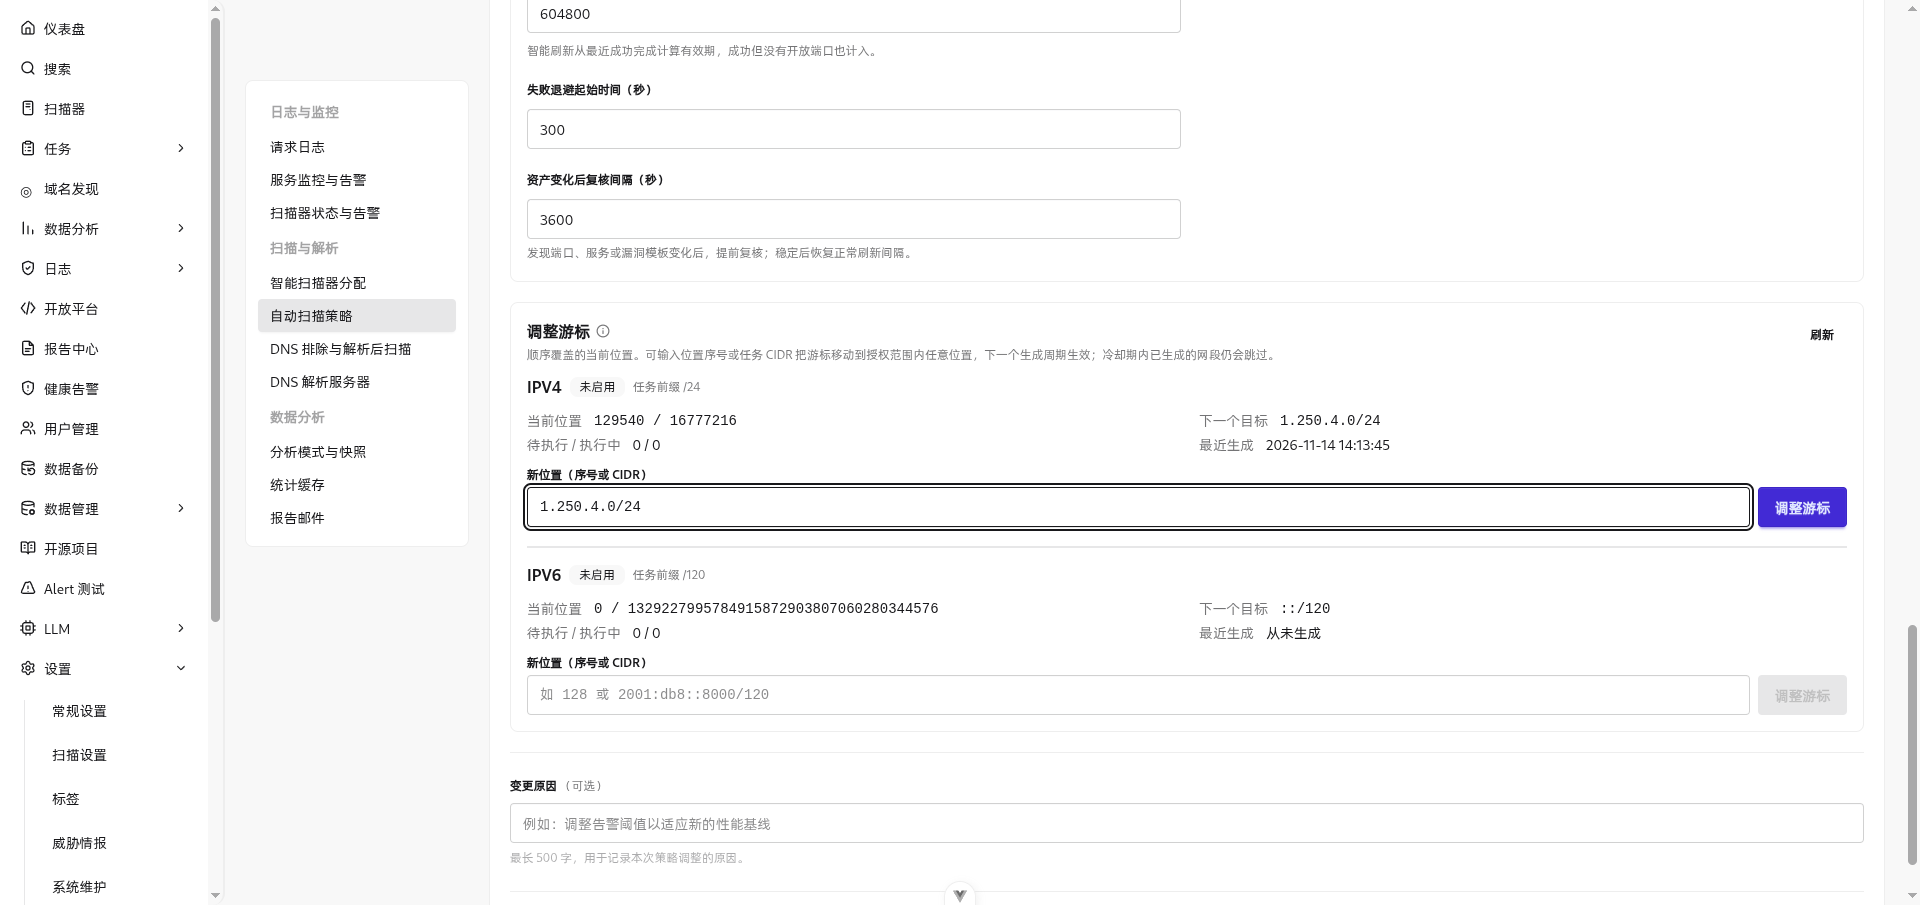 仪表盘
搜索
扫描器
任务
域名发现
数据分析
日志
开放平台
报告中心
健康告警
用户管理
数据备份
数据管理
开源项目
Alert 测试
LLM
设置
常规设置
扫描设置
标签
威胁情报
系统维护
日志与监控
请求日志
服务监控与告警
扫描器状态与告警
扫描与解析
智能扫描器分配
自动扫描策略
DNS 排除与解析后扫描
DNS 解析服务器
数据分析
分析模式与快照
统计缓存
报告邮件
604800
智能刷新从最近成功完成计算有效期，成功但没有开放端口也计入。
失败退避起始时间（秒）
300
资产变化后复核间隔（秒）
3600
发现端口、服务或漏洞模板变化后，提前复核；稳定后恢复正常刷新间隔。
调整游标
刷新
顺序覆盖的当前位置。可输入位置序号或任务 CIDR 把游标移动到授权范围内任意位置，下一个生成周期生效；冷却期内已生成的网段仍会跳过。
IPV4 未启用 任务前缀 /24
当前位置 129540 / 16777216
下一个目标 1.250.4.0/24
待执行 / 执行中 0 / 0
最近生成 2026-11-14 14:13:45
新位置（序号或 CIDR）
1.250.4.0/24
调整游标
IPV6 未启用 任务前缀 /120
当前位置 0 / 1329227995784915872903807060280344576
下一个目标 ::/120
待执行 / 执行中 0 / 0
最近生成 从未生成
新位置（序号或 CIDR）
如 128 或 2001:db8::8000/120
调整游标
变更原因 （可选）
例如：调整告警阈值以适应新的性能基线
最长 500 字，用于记录本次策略调整的原因。